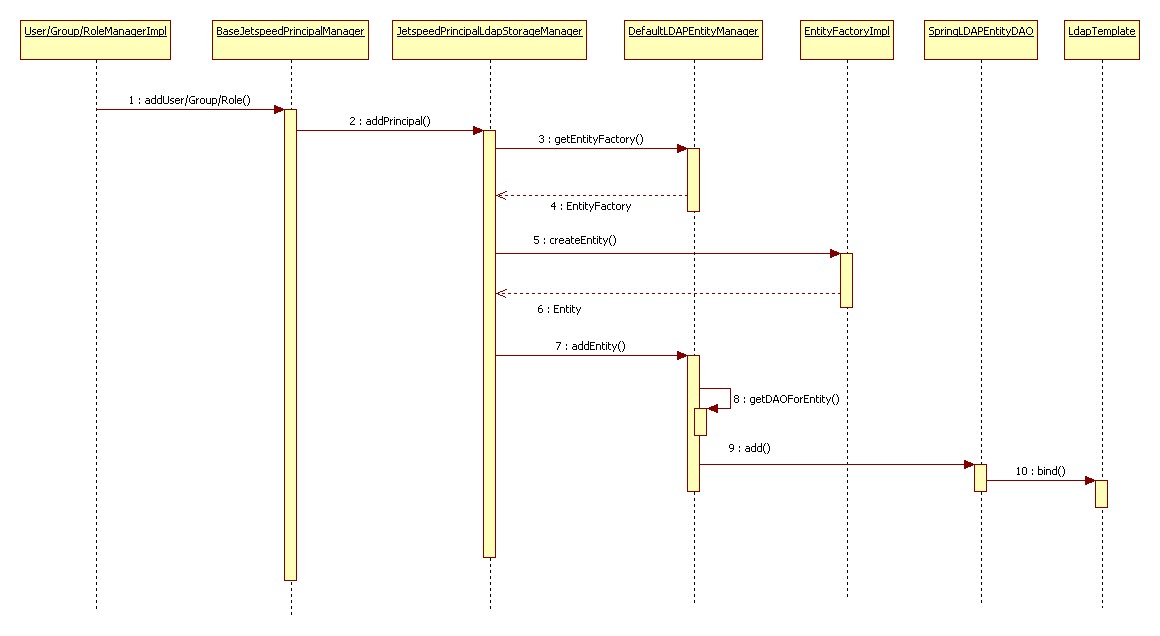 User/Group/RoleManagerImpl
BaseJetspeedPrincipalManager
JetspeedPrincipalLdapStorageManager
DefaultLDAPEntityManager
EntityFactoryImpl
SpringLDAPEntityDAO
LdapTemplate
1 : addUser/Group/Role()
2 : addPrincipal()
3 : getEntityFactory()
4 : EntityFactory
5 : createEntity()
6 : Entity
7 : addEntity()
8 : getDAOForEntity()
9 : add()
10 : bind()